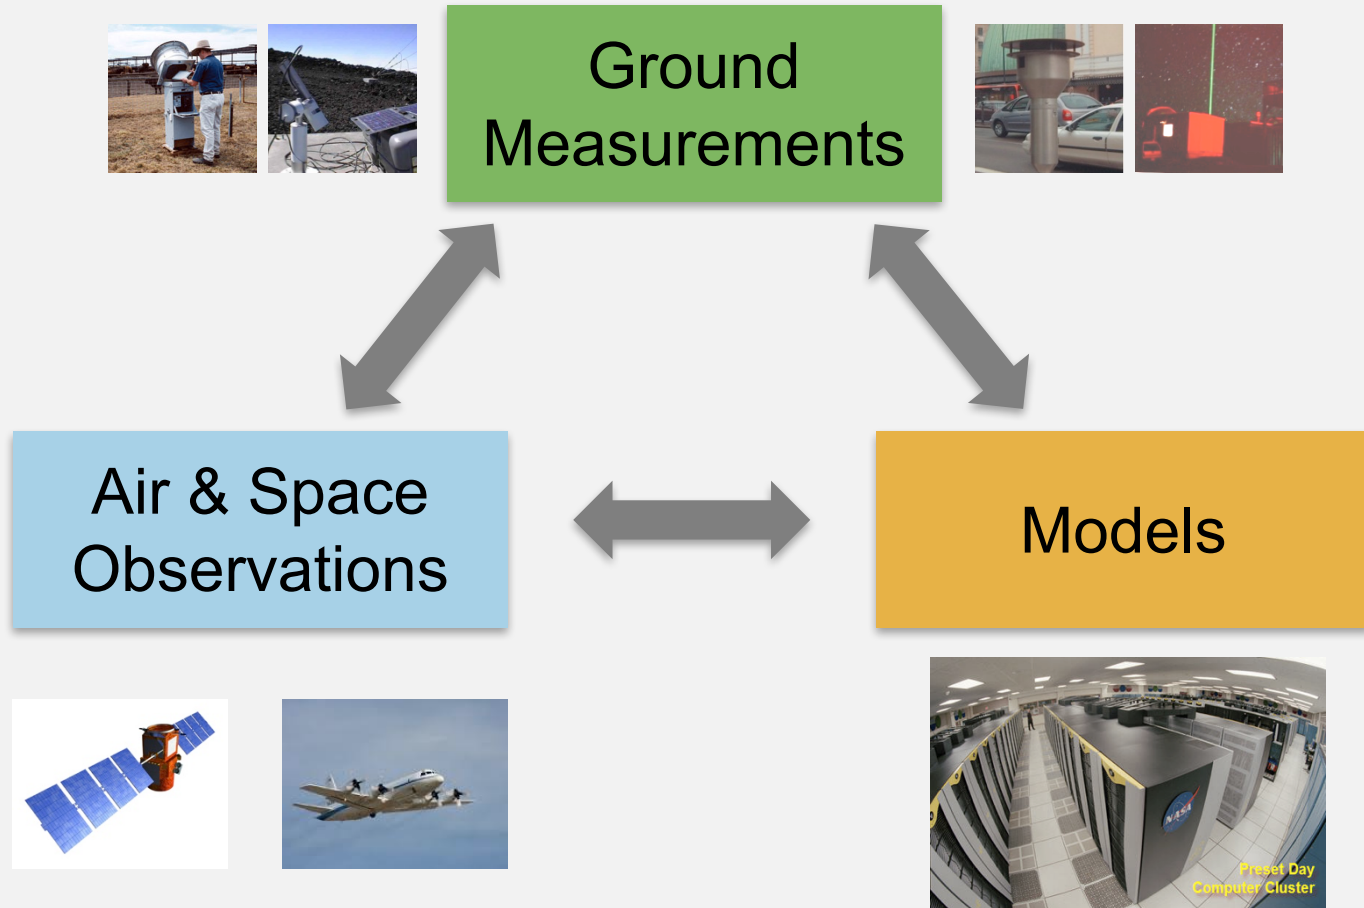 Ground
Measurements
Air & Space
Observations
Models
NASA
Preset Day
Computer Cluster